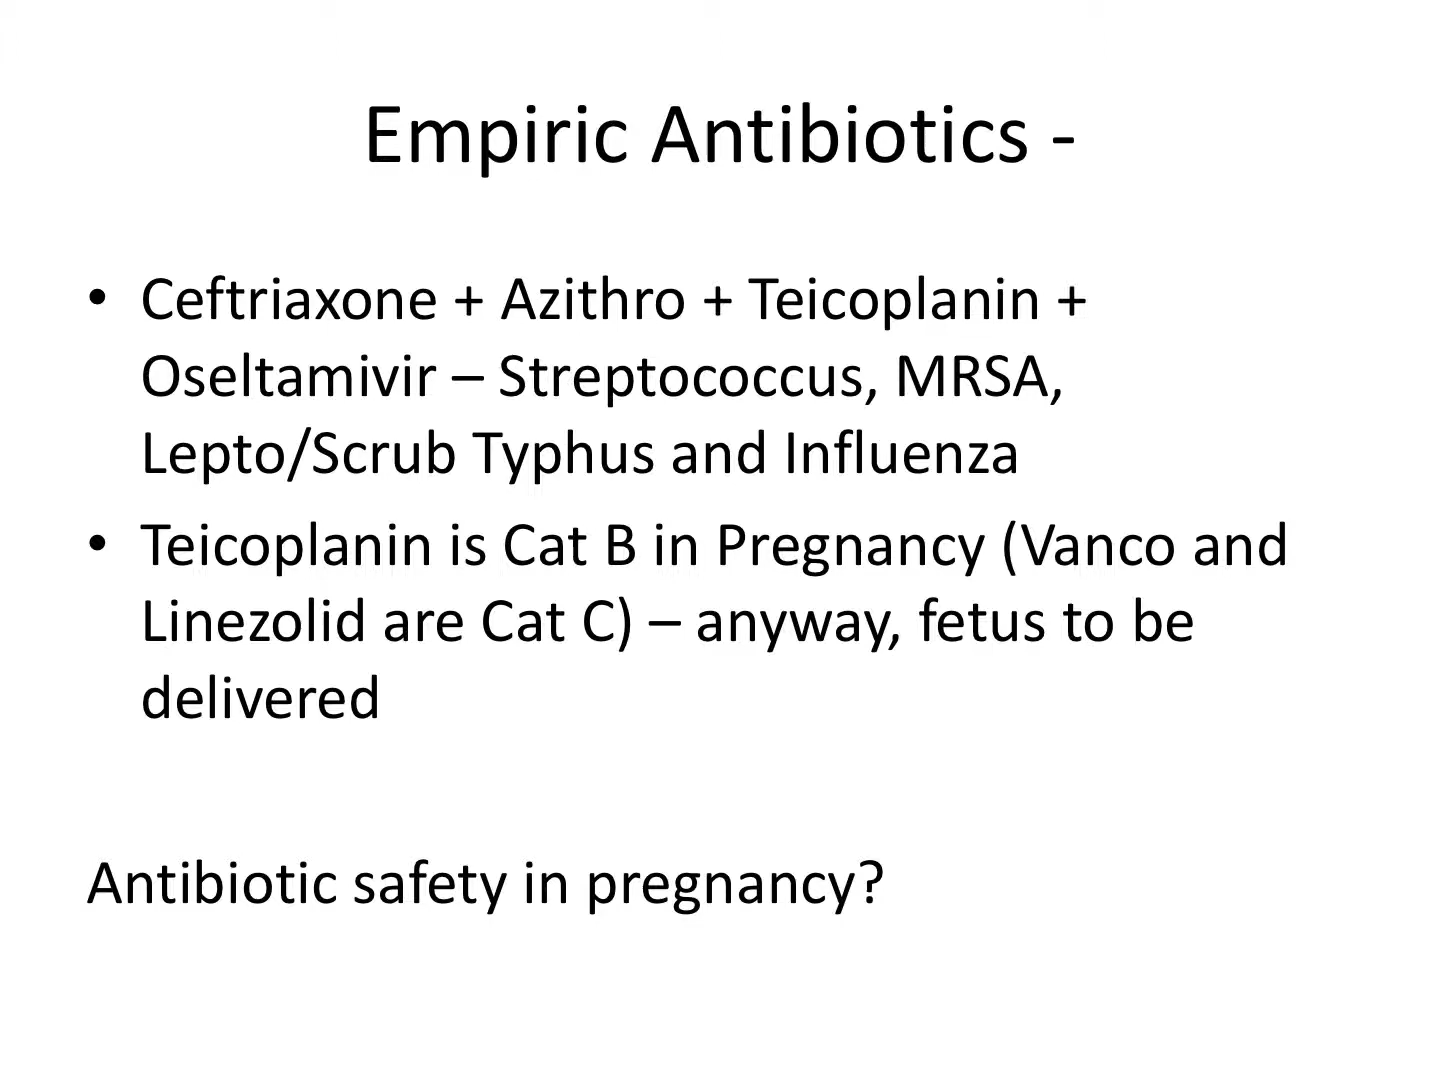 Empiric Antibiotics -
• Ceftriaxone + Azithro + Teicoplanin +
Oseltamivir – Streptococcus, MRSA,
Lepto/Scrub Typhus and Influenza
• Teicoplanin is Cat B in Pregnancy (Vanco and
Linezolid are Cat C) – anyway, fetus to be
delivered
Antibiotic safety in pregnancy?